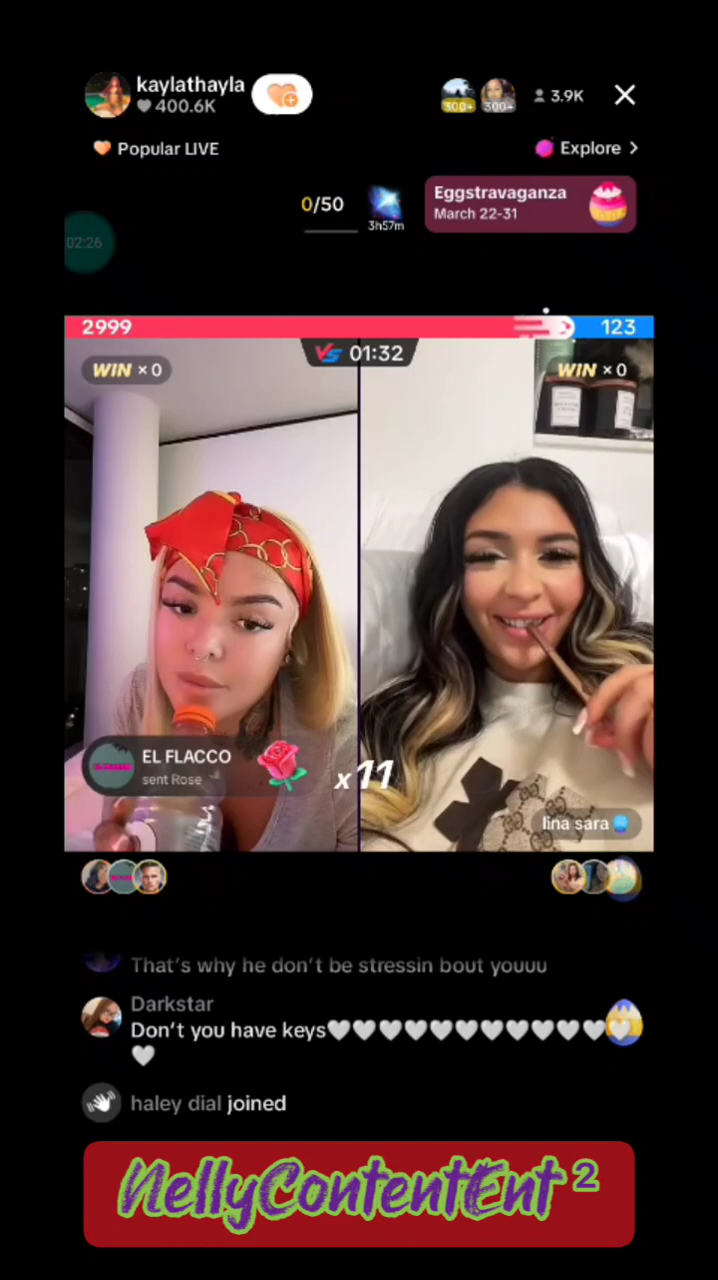 kaylathayla
400.6K
300+
300+
3.9K
Popular LIVE
Explore >
0/50
3h57m
Eggstravaganza
March 22-31
02:26
2999
123
VS 01:32
WIN × 0
WIN × 0
EL FLACCO
sent Rose
x11
lina sara
That's why he don't be stressin bout youuu
Darkstar
Don't you have keys🤍🤍🤍🤍🤍🤍🤍🤍🤍🤍🤍🤍
🤍
haley dial joined
NellyContentEnt²